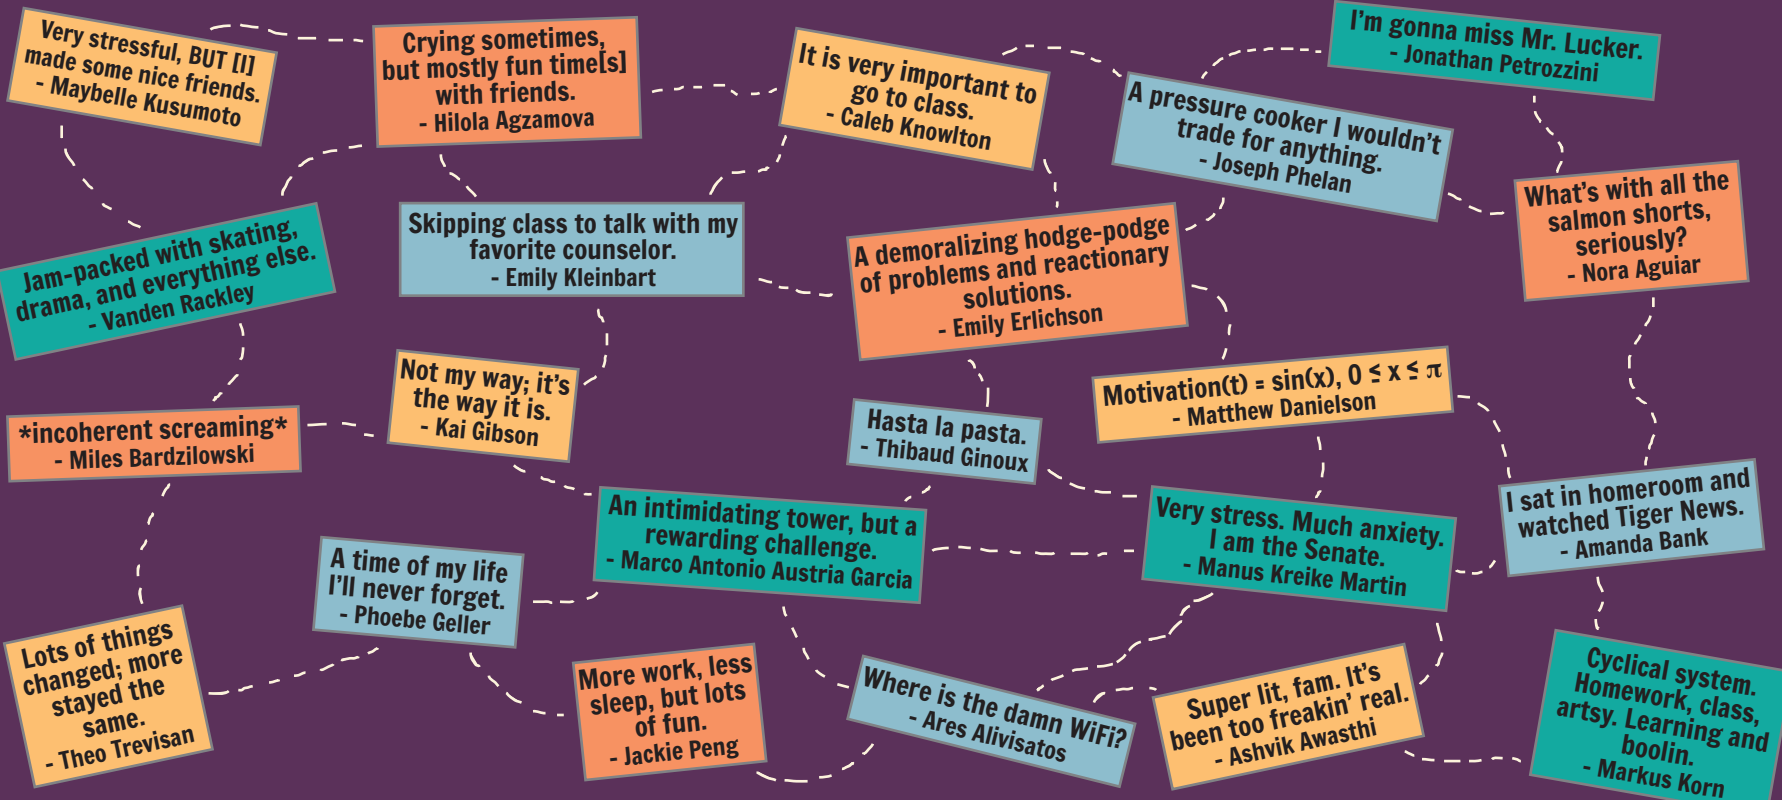 Very stressful, BUT [I]
made some nice friends.
- Maybelle Kusumoto
Crying sometimes,
but mostly fun time[s]
with friends.
- Hilola Agzamova
It is very important to
go to class.
- Caleb Knowlton
A pressure cooker I wouldn't
trade for anything.
- Joseph Phelan
I'm gonna miss Mr. Lucker.
- Jonathan Petrozzini
Jam-packed with skating,
drama, and everything else.
- Vanden Rackley
Skipping class to talk with my
favorite counselor.
- Emily Kleinbart
A demoralizing hodge-podge
of problems and reactionary
solutions.
- Emily Erlichson
What's with all the
salmon shorts,
seriously?
- Nora Aguiar
*incoherent screaming*
- Miles Bardzilowski
Not my way; it's
the way it is.
- Kai Gibson
Hasta la pasta.
- Thibaud Ginoux
Motivation(t) = sin(x), 0 ≤ x ≤ π
- Matthew Danielson
An intimidating tower, but a
rewarding challenge.
- Marco Antonio Austria Garcia
Very stress. Much anxiety.
I am the Senate.
- Manus Kreike Martin
I sat in homeroom and
watched Tiger News.
- Amanda Bank
A time of my life
I'll never forget.
- Phoebe Geller
Lots of things
changed; more
stayed the
same.
- Theo Trevisan
More work, less
sleep, but lots
of fun.
- Jackie Peng
Where is the damn WiFi?
- Ares Alivisatos
Super lit, fam. It's
been too freakin' real.
- Ashvik Awasthi
Cyclical system.
Homework, class,
artsy. Learning and
boolin.
- Markus Korn